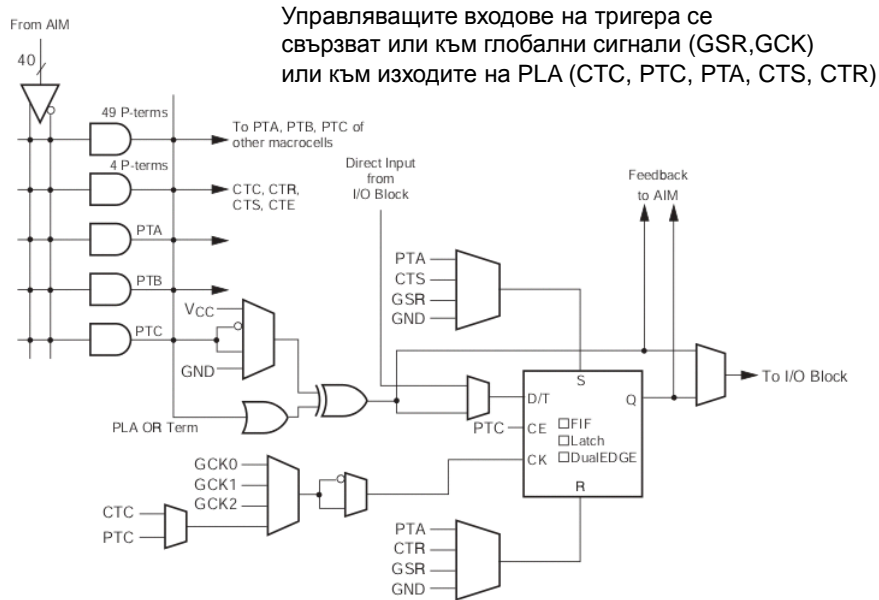 Управляващите входове на тригера се
свързват или към глобални сигнали (GSR,GCK)
или към изходите на PLA (CTC, PTC, PTA, CTS, CTR)
From AIM
40
49 P-terms
To PTA, PTB, PTC of
other macrocells
4 P-terms
CTC, CTR,
CTS, CTE
PTA
PTB
PTC
Direct Input
from
I/O Block
Feedback
to AIM
PTA
CTS
GSR
GND
VCC
GND
PLA OR Term
D/T
S
Q
PTC
CE
FIF
Latch
DualEDGE
CK
R
To I/O Block
GCK0
GCK1
GCK2
CTC
PTC
PTA
CTR
GSR
GND